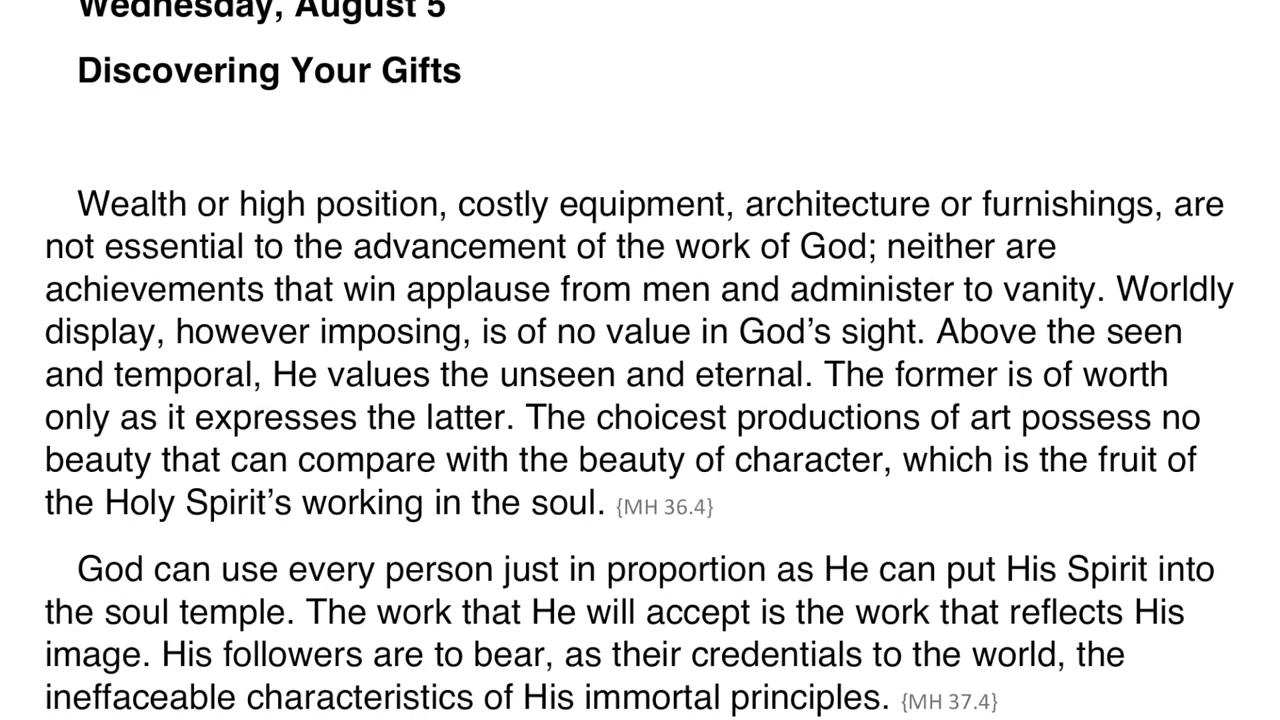 Wednesday, August 5
Discovering Your Gifts
Wealth or high position, costly equipment, architecture or furnishings, are
not essential to the advancement of the work of God; neither are
achievements that win applause from men and administer to vanity. Worldly
display, however imposing, is of no value in God’s sight. Above the seen
and temporal, He values the unseen and eternal. The former is of worth
only as it expresses the latter. The choicest productions of art possess no
beauty that can compare with the beauty of character, which is the fruit of
the Holy Spirit’s working in the soul. {MH 36.4}
God can use every person just in proportion as He can put His Spirit into
the soul temple. The work that He will accept is the work that reflects His
image. His followers are to bear, as their credentials to the world, the
ineffaceable characteristics of His immortal principles. {MH 37.4}